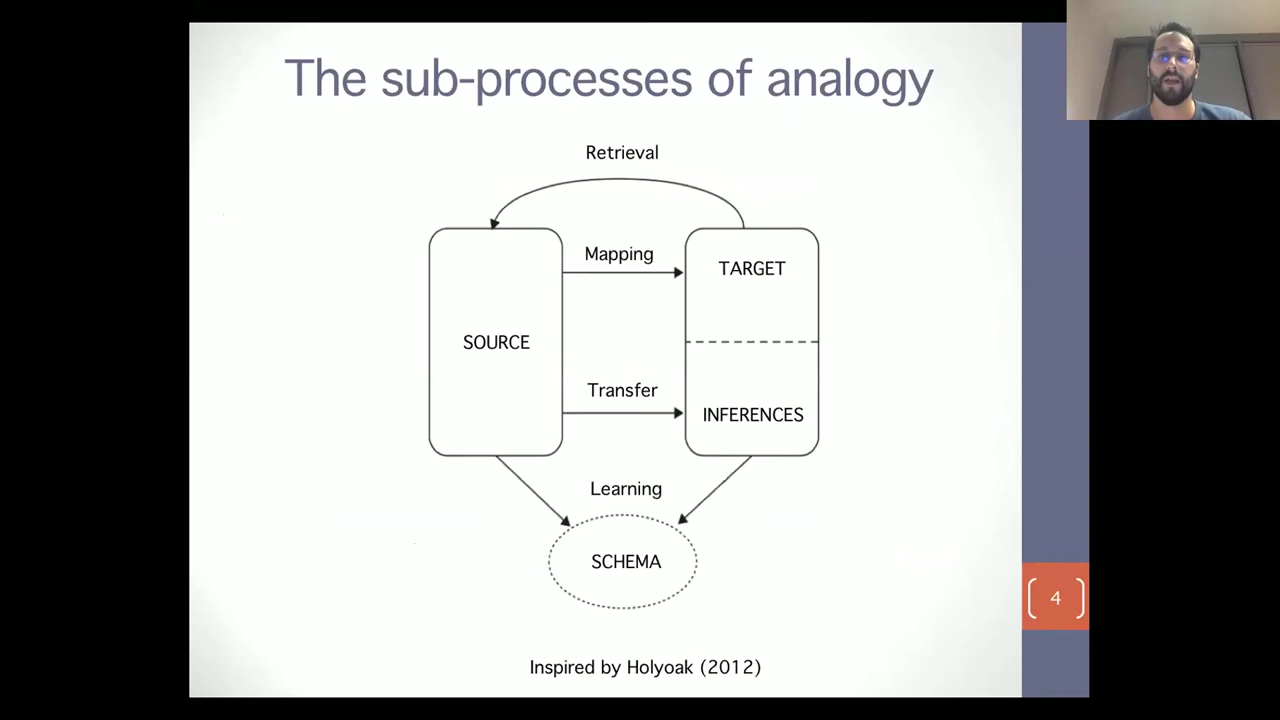 The sub-processes of analogy
Retrieval
Mapping
TARGET
SOURCE
Transfer
INFERENCES
Learning
SCHEMA
4
Inspired by Holyoak (2012)